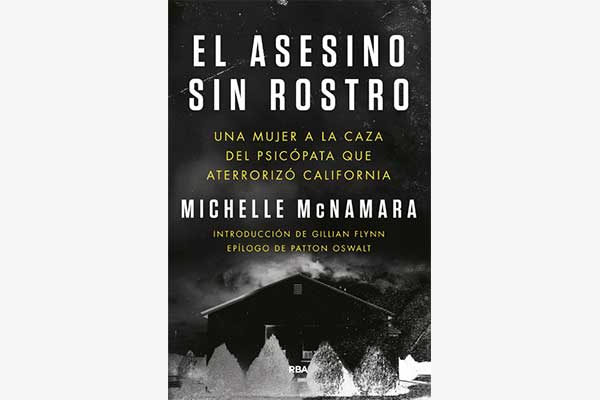 EL ASESINO
SIN ROSTRO
UNA MUJER A LA CAZA
DEL PSICÓPATA QUE
ATERRORIZÓ CALIFORNIA
MICHELLE McNAMARA
INTRODUCCIÓN DE GILLIAN FLYNN
EPÍLOGO DE PATTON OSWALT
RBA